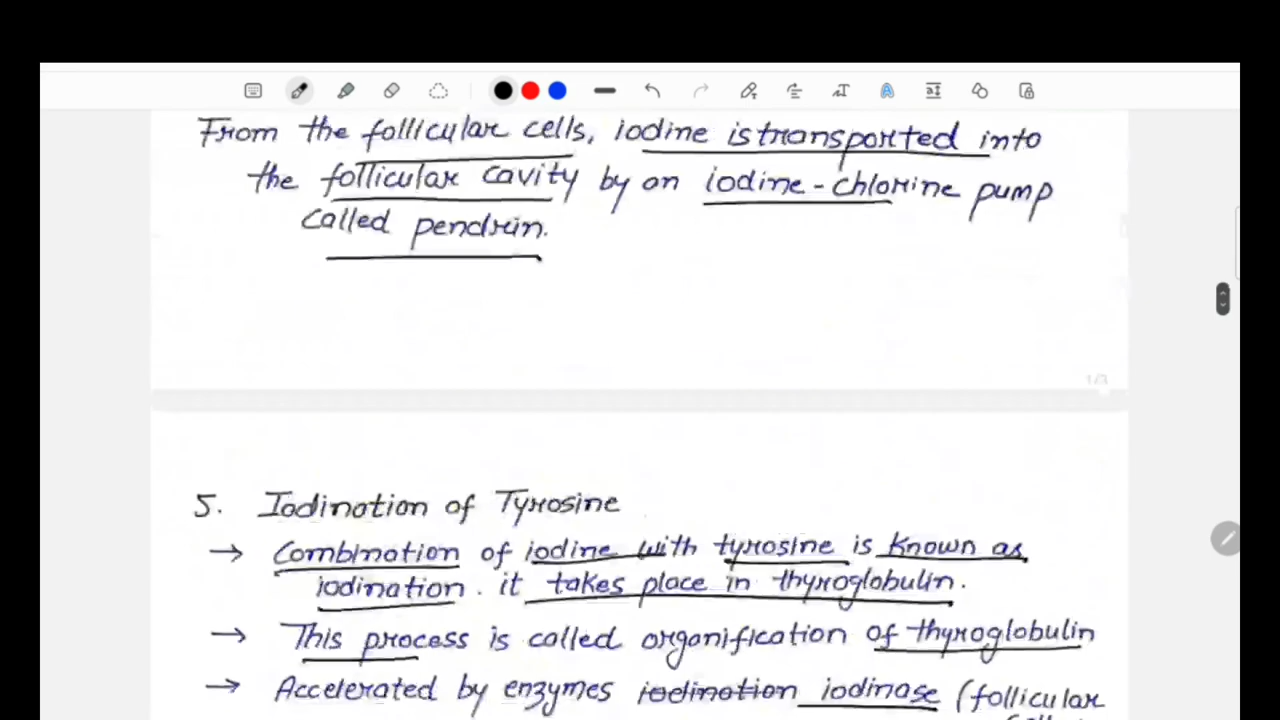 From the follicular cells, iodine is transported into
the follicular cavity by an iodine-chlorine pump
called pendrin.
1/3
5. Iodination of Tyrosine
→ Combination of iodine with tyrosine is known as
iodination. it takes place in thyroglobulin.
→ This process is called organification of thyroglobulin
→ Accelerated by enzymes iodination iodinase (follicular